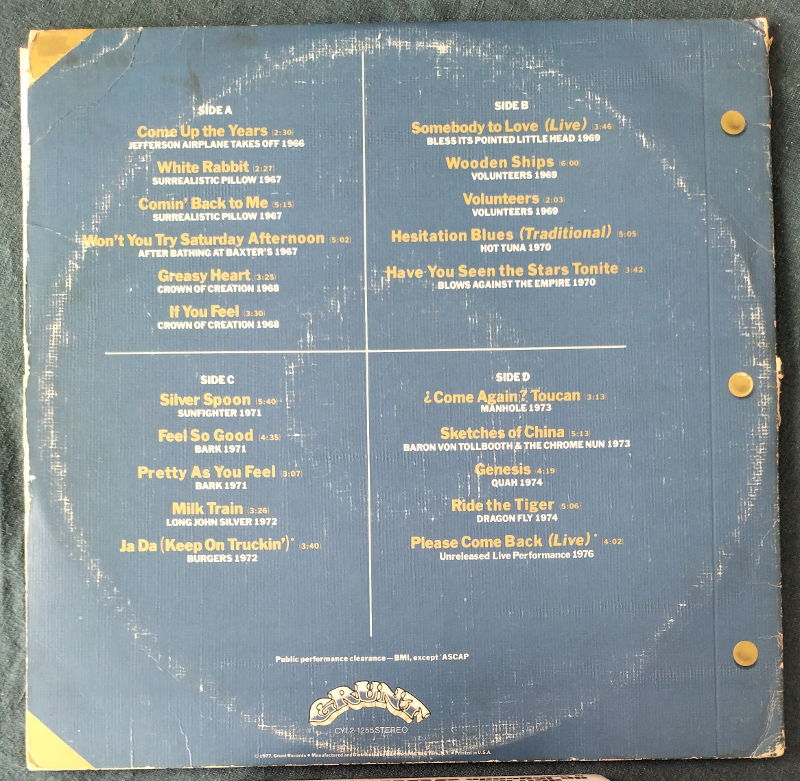 SIDE A
Come Up the Years (2:30)
JEFFERSON AIRPLANE TAKES OFF 1966
White Rabbit (2:27)
SURREALISTIC PILLOW 1967
Comin' Back to Me (5:15)
SURREALISTIC PILLOW 1967
Won't You Try Saturday Afternoon (5:02)
AFTER BATHING AT BAXTER'S 1967
Greasy Heart (3:25)
CROWN OF CREATION 1968
If You Feel (3:30)
CROWN OF CREATION 1968
SIDE B
Somebody to Love (Live) (3:46)
BLESS ITS POINTED LITTLE HEAD 1969
Wooden Ships (6:00)
VOLUNTEERS 1969
Volunteers (2:03)
VOLUNTEERS 1969
Hesitation Blues (Traditional) (5:05)
HOT TUNA 1970
Have You Seen the Stars Tonite (3:42)
BLOWS AGAINST THE EMPIRE 1970
SIDE C
Silver Spoon (5:40)
SUNFIGHTER 1971
Feel So Good (4:35)
BARK 1971
Pretty As You Feel (3:07)
BARK 1971
Milk Train (3:26)
LONG JOHN SILVER 1972
Ja Da (Keep On Truckin')* (3:40)
BURGERS 1972
SIDE D
¿Come Again? Toucan (3:13)
MANHOLE 1973
Sketches of China (5:13)
BARON VON TOLLBOOTH & THE CHROME NUN 1973
Genesis (4:19)
QUAH 1974
Ride the Tiger (5:06)
DRAGON FLY 1974
Please Come Back (Live)* (4:02)
Unreleased Live Performance 1976
Public performance clearance—BMI, except *ASCAP
GRUNT
CYL2-1255 STEREO
© 1977, Grunt Records • Manufactured and Distributed Printed in U.S.A.